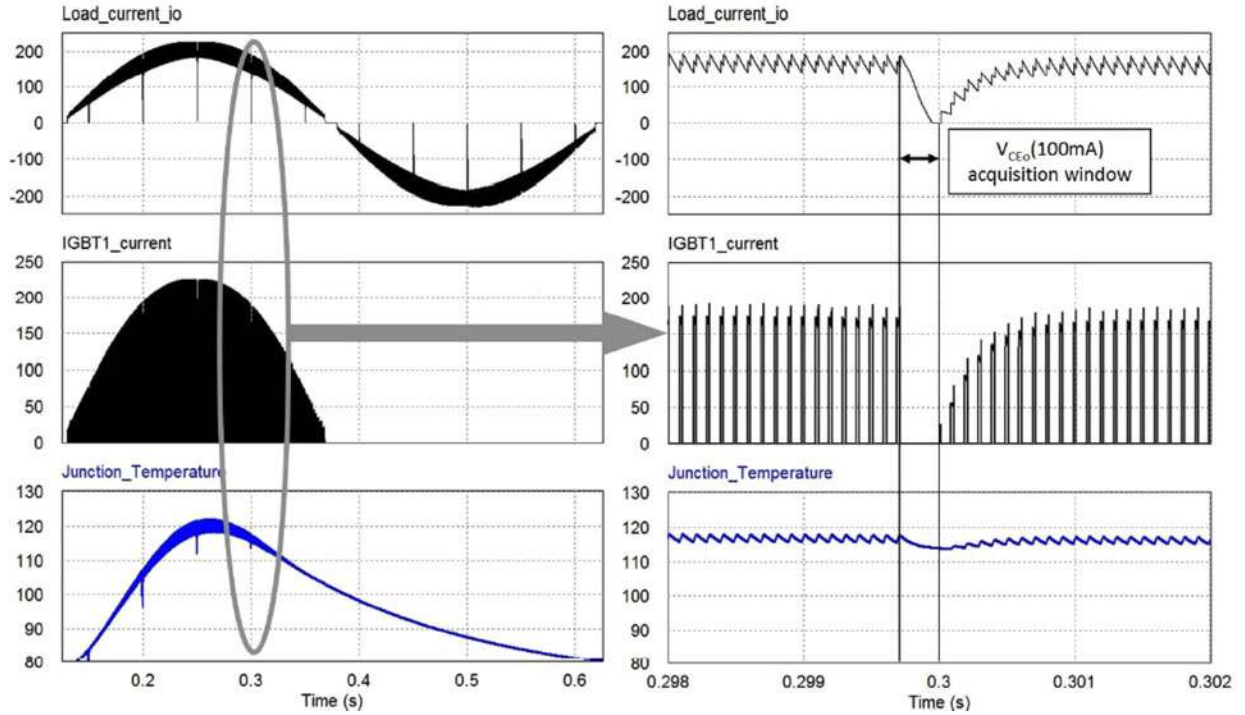 Load_current_io
200
100
0
-100
-200
IGBT1_current
250
200
150
100
50
0
Junction_Temperature
130
120
110
100
90
80
0.2 0.3 0.4 0.5 0.6
Time (s)
Load_current_io
200
100
0
-100
-200
V_CEo(100mA)
acquisition window
IGBT1_current
250
200
150
100
50
0
Junction_Temperature
130
120
110
100
90
80
0.298 0.299 0.3 0.301 0.302
Time (s)